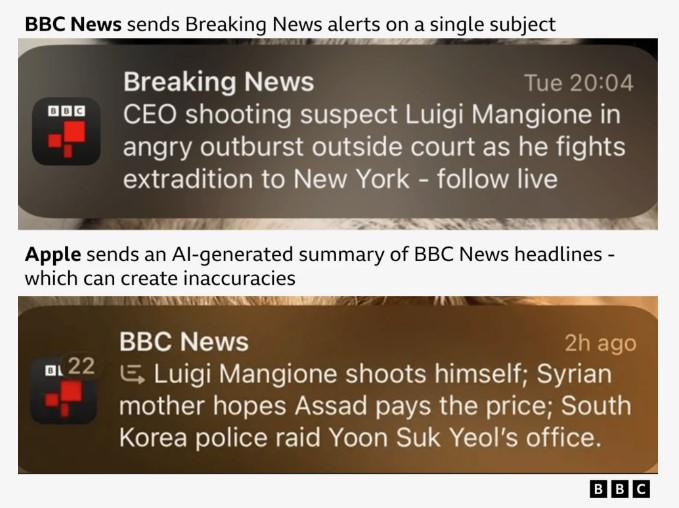 BBC News sends Breaking News alerts on a single subject
Breaking News Tue 20:04
BBC
CEO shooting suspect Luigi Mangione in
angry outburst outside court as he fights
extradition to New York - follow live
Apple sends an AI-generated summary of BBC News headlines -
which can create inaccuracies
BBC News 2h ago
22
Luigi Mangione shoots himself; Syrian
mother hopes Assad pays the price; South
Korea police raid Yoon Suk Yeol's office.
BBC